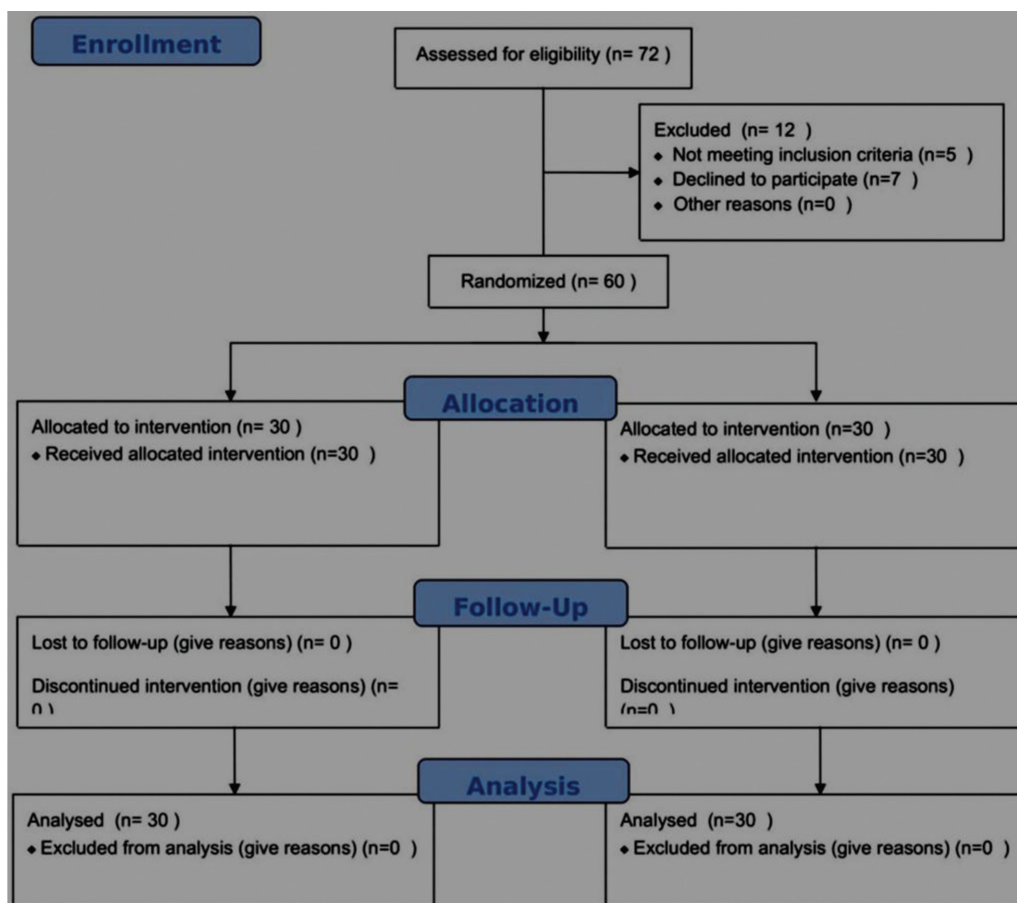 Enrollment
Assessed for eligibility (n= 72 )
Excluded (n= 12 )
◆ Not meeting inclusion criteria (n=5 )
◆ Declined to participate (n=7 )
◆ Other reasons (n=0 )
Randomized (n= 60 )
Allocation
Allocated to intervention (n= 30 )
◆ Received allocated intervention (n=30 )
Allocated to intervention (n=30 )
◆ Received allocated intervention (n=30 )
Follow-Up
Lost to follow-up (give reasons) (n= 0 )
Discontinued intervention (give reasons) (n=
0 )
Lost to follow-up (give reasons) (n= 0 )
Discontinued intervention (give reasons)
(n=0 )
Analysis
Analysed (n= 30 )
◆ Excluded from analysis (give reasons) (n=0 )
Analysed (n=30 )
◆ Excluded from analysis (give reasons) (n=0 )